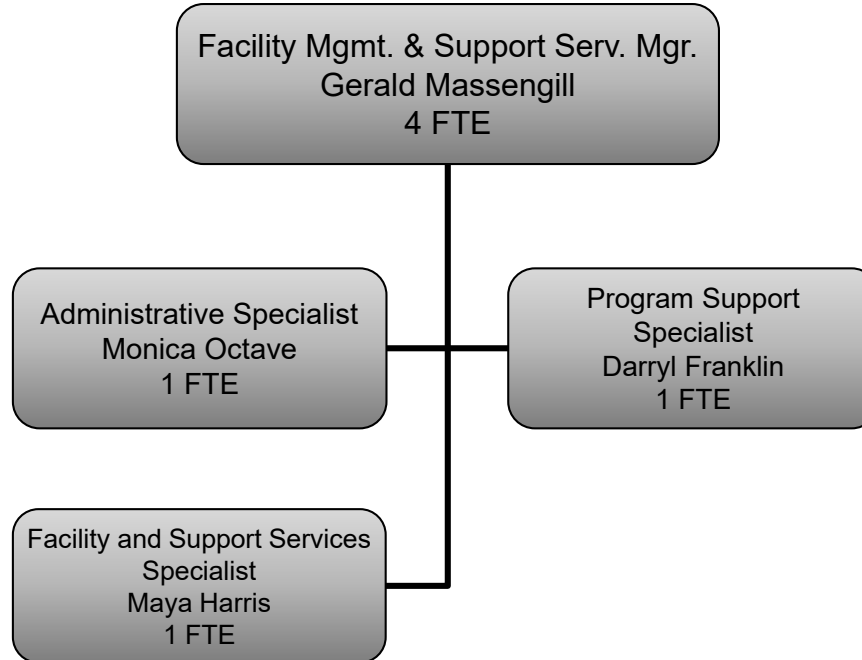 Facility Mgmt. & Support Serv. Mgr.
Gerald Massengill
4 FTE
Administrative Specialist
Monica Octave
1 FTE
Program Support
Specialist
Darryl Franklin
1 FTE
Facility and Support Services
Specialist
Maya Harris
1 FTE